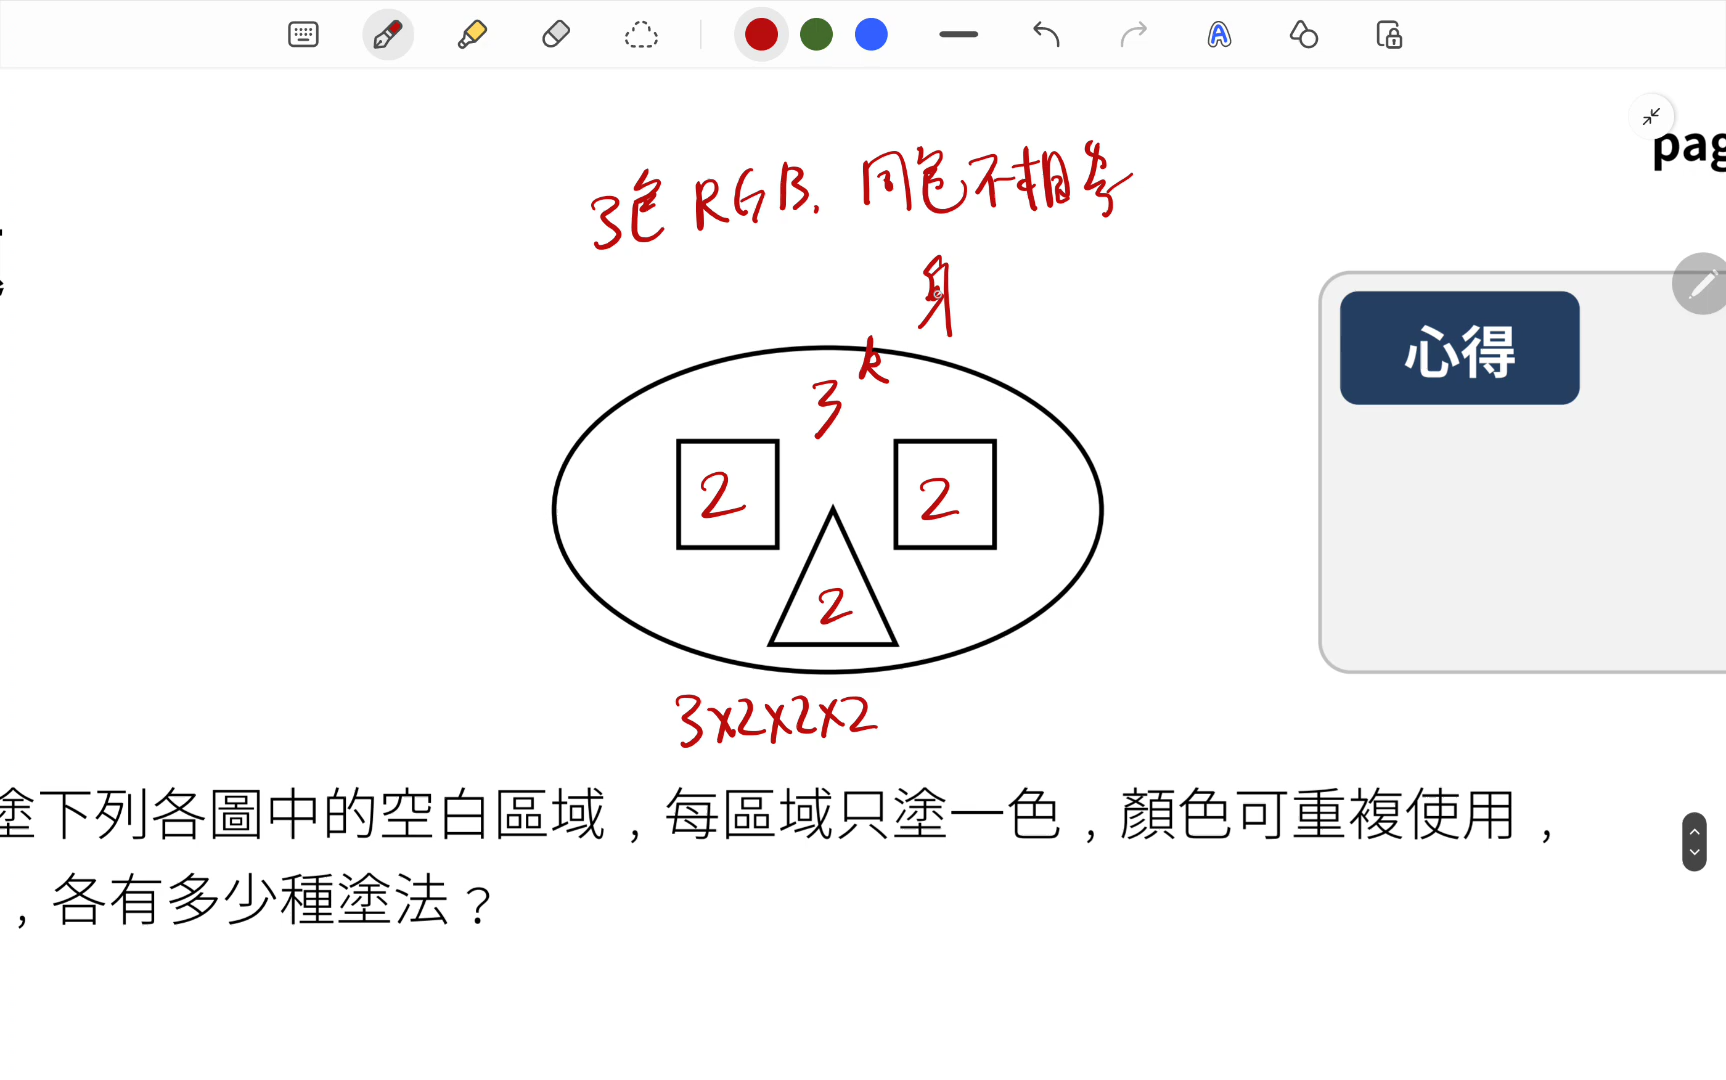 pag
3色 RGB. 同色不相
3 R
心得
2 2
2
3x2x2x2
塗下列各圖中的空白區域，每區域只塗一色，顏色可重複使用，
，各有多少種塗法？